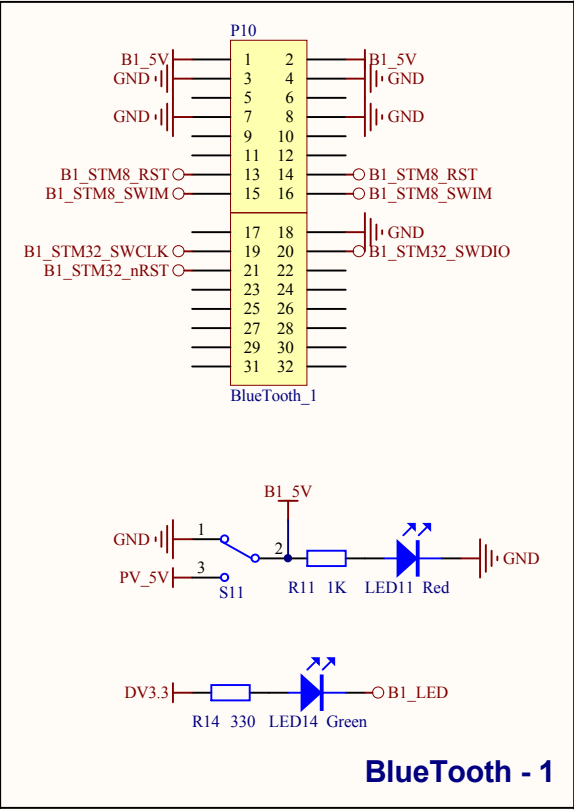 P10
B1_5V 1 2 B1_5V
GND 3 4 GND
5 6
GND 7 8 GND
9 10
11 12
B1_STM8_RST 13 14 B1_STM8_RST
B1_STM8_SWIM 15 16 B1_STM8_SWIM
17 18 GND
B1_STM32_SWCLK 19 20 B1_STM32_SWDIO
B1_STM32_nRST 21 22
23 24
25 26
27 28
29 30
31 32
BlueTooth_1
B1_5V
GND 1
2
GND
PV_5V 3
S11
R11 1K LED11 Red
DV3.3
B1_LED
R14 330 LED14 Green
BlueTooth - 1